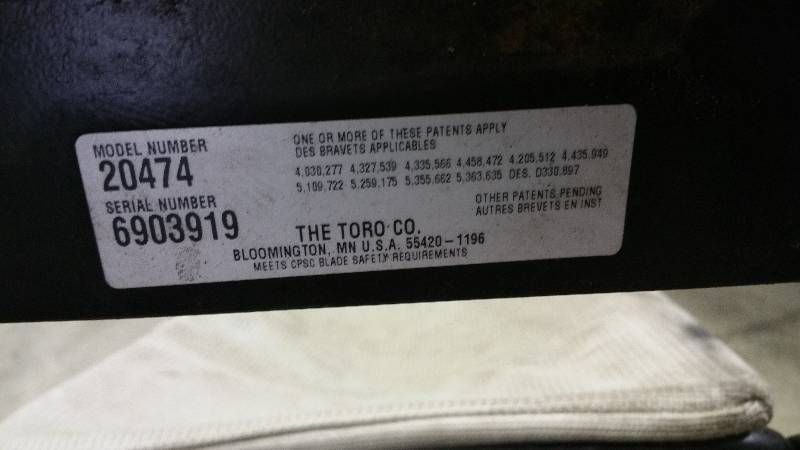 MODEL NUMBER
20474
SERIAL NUMBER
6903919
ONE OR MORE OF THESE PATENTS APPLY
DES BRAVETS APPLICABLES
4,030,277 4,327,539 4,335,566 4,458,472 4,205,512 4,435,949
5,109,722 5,259,175 5,355,662 5,363,635 DES. D330,897
OTHER PATENTS PENDING
AUTRES BREVETS EN INST
THE TORO CO.
BLOOMINGTON, MN U.S.A. 55420-1196
MEETS CPSC BLADE SAFETY REQUIREMENTS